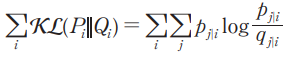 ∑_i 𝒦ℒ(P_i‖Q_i) = ∑_i ∑_j p_{j|i} log p_{j|i}/q_{j|i}